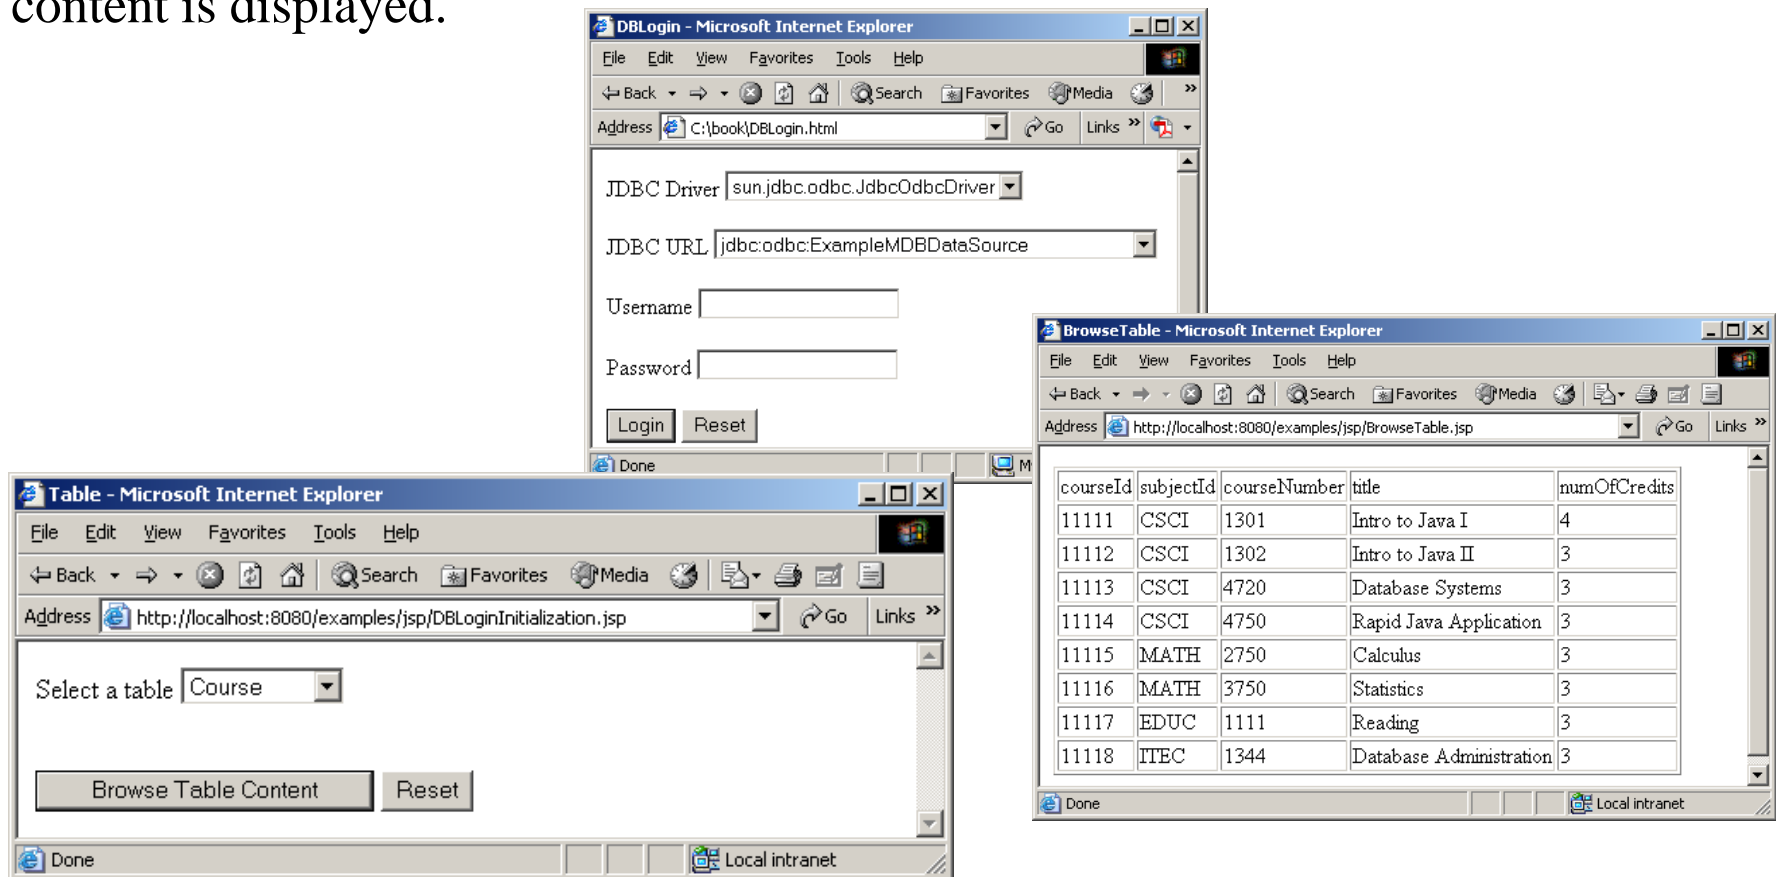 content is displayed.
DBLogin - Microsoft Internet Explorer
File Edit View Favorites Tools Help
Back Search Favorites Media »
Address C:\book\DBLogin.html Go Links »
JDBC Driver sun.jdbc.odbc.JdbcOdbcDriver
JDBC URL jdbc:odbc:ExampleMDBDataSource
Username
Password
Login Reset
Done M
Table - Microsoft Internet Explorer
File Edit View Favorites Tools Help
Back Search Favorites Media
Address http://localhost:8080/examples/jsp/DBLoginInitialization.jsp Go Links »
Select a table Course
Browse Table Content Reset
Done Local intranet
BrowseTable - Microsoft Internet Explorer
File Edit View Favorites Tools Help
Back Search Favorites Media
Address http://localhost:8080/examples/jsp/BrowseTable.jsp Go Links »
courseId subjectId courseNumber title numOfCredits
11111 CSCI 1301 Intro to Java I 4
11112 CSCI 1302 Intro to Java II 3
11113 CSCI 4720 Database Systems 3
11114 CSCI 4750 Rapid Java Application 3
11115 MATH 2750 Calculus 3
11116 MATH 3750 Statistics 3
11117 EDUC 1111 Reading 3
11118 ITEC 1344 Database Administration 3
Done Local intranet